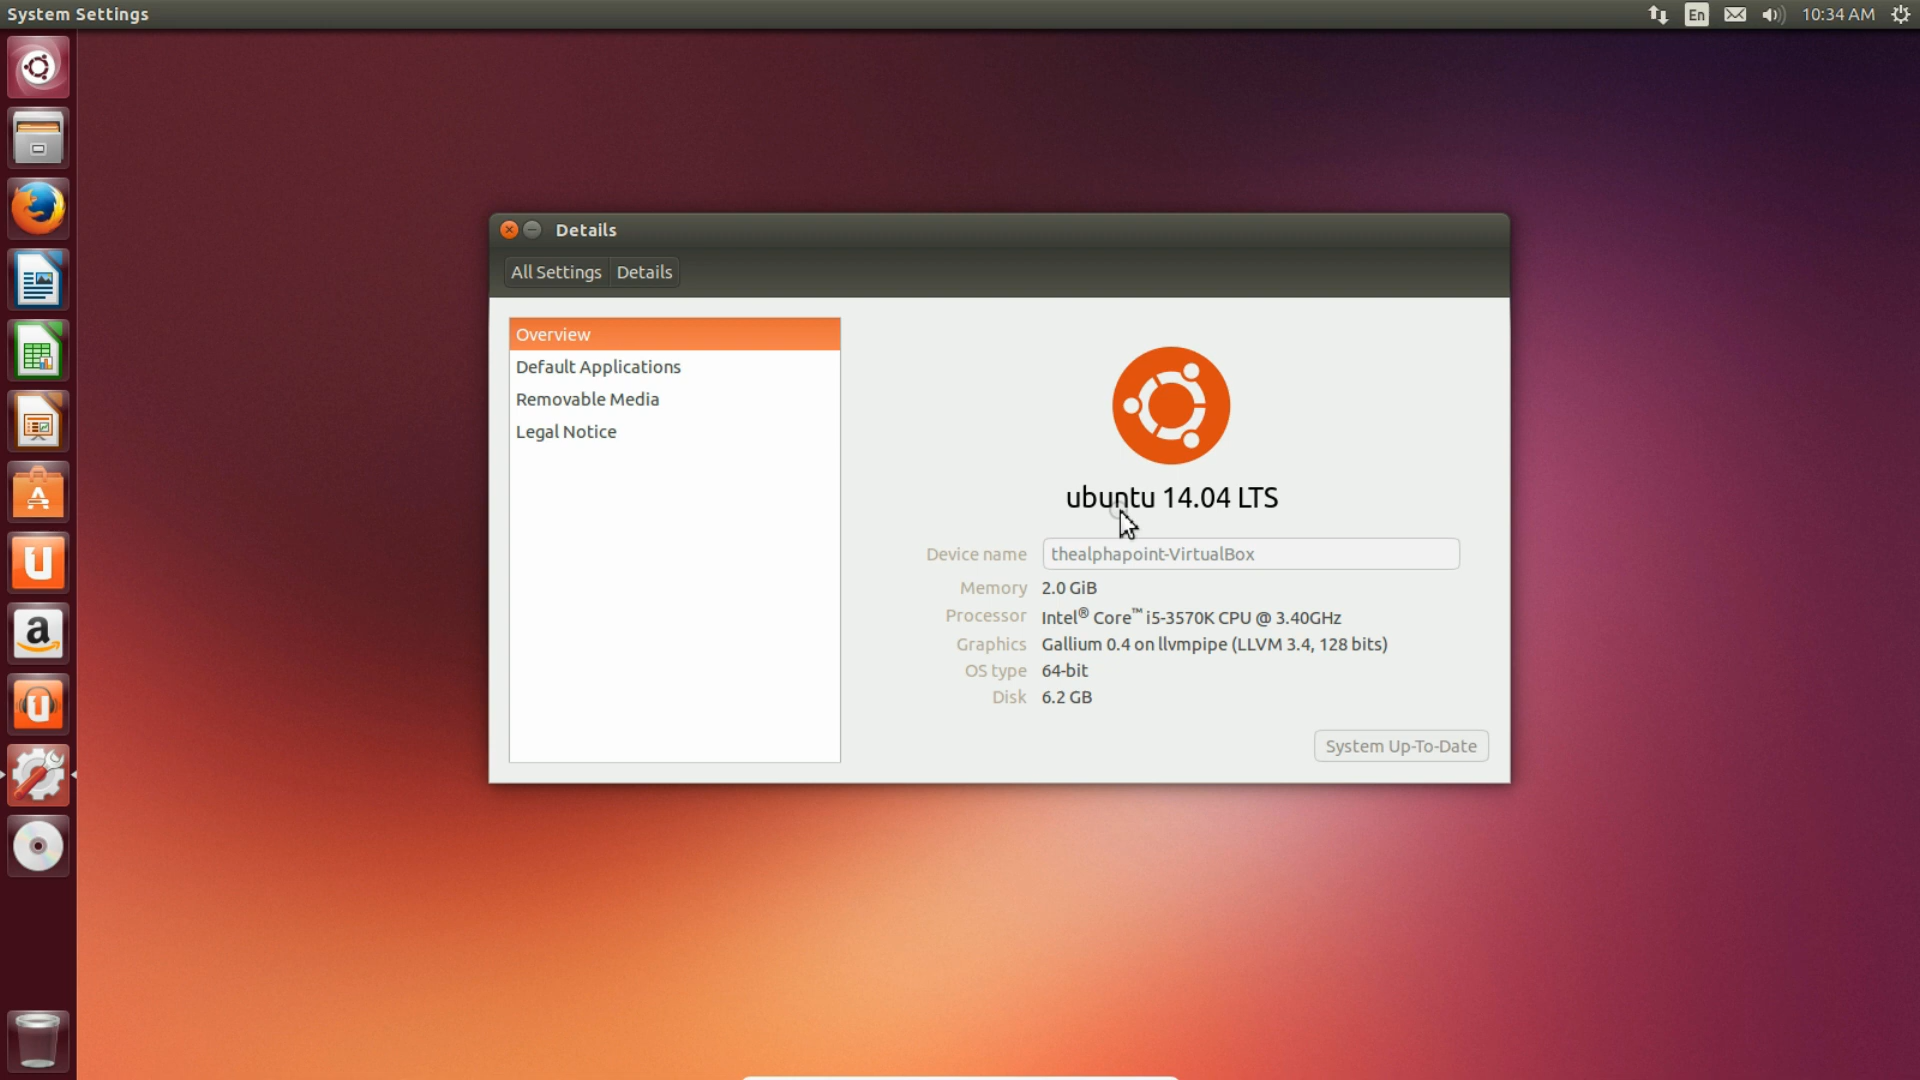 System Settings
En
10:34 AM
Details
All Settings
Details
Overview
Default Applications
Removable Media
Legal Notice
ubuntu 14.04 LTS
Device name thealphapoint-VirtualBox
Memory 2.0 GiB
Processor Intel® Core™ i5-3570K CPU @ 3.40GHz
Graphics Gallium 0.4 on llvmpipe (LLVM 3.4, 128 bits)
OS type 64-bit
Disk 6.2 GB
System Up-To-Date